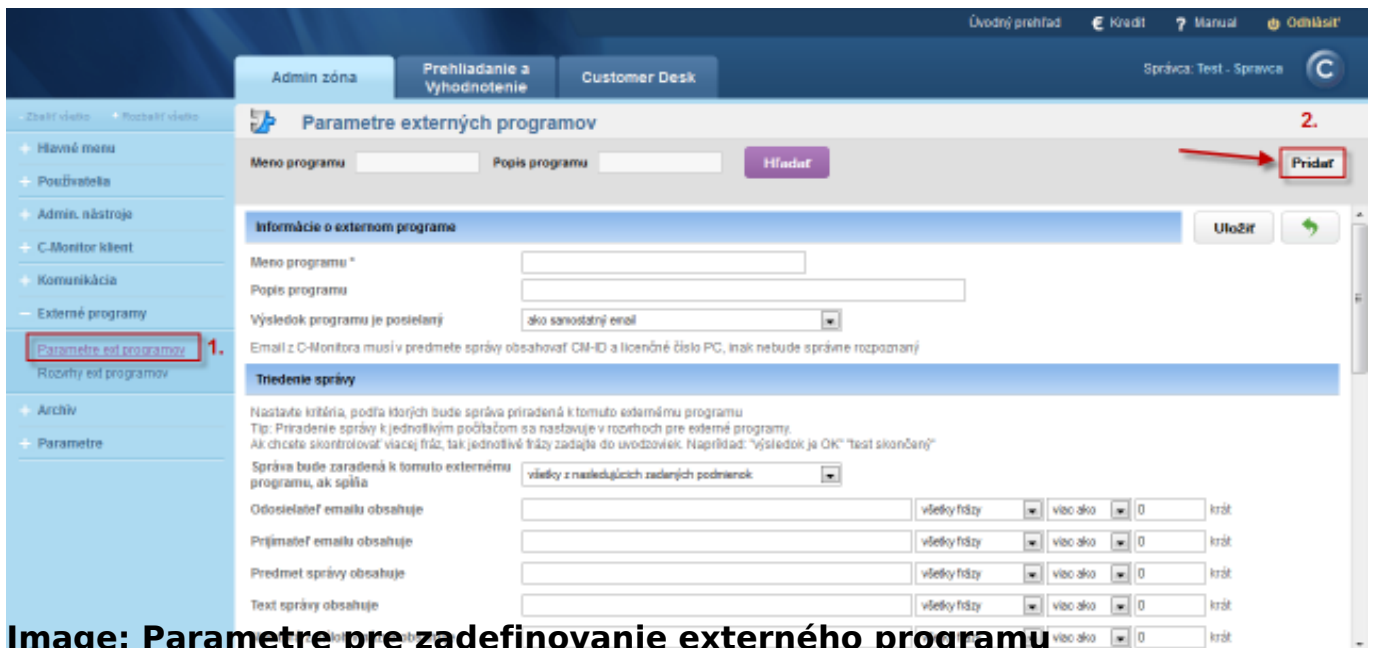 Úvodný prehľad € Kredit ? Manual Odhlásiť
Admin zóna
Prehliadanie a Vyhodnotenie
Customer Desk
Správca: Test - Spravca
Zbaliť všetko Rozbaliť všetko
Hlavné menu
Používatelia
Admin. nástroje
C-Monitor klient
Komunikácia
Externé programy
Parametre ext programov 1.
Rozvrhy ext programov
Archív
Parametre
Parametre externých programov
2.
Meno programu Popis programu Hľadať Pridať
Informácie o externom programe Uložiť
Meno programu *
Popis programu
Výsledok programu je posielaný ako samostatný email
Email z C-Monitora musí v predmete správy obsahovať CM-ID a licenčné číslo PC, inak nebude správne rozpoznaný
Triedenie správy
Nastavte kritéria, podľa ktorých bude správa priradená k tomuto externému programu
Tip: Priradenie správy k jednotlivým počítačom sa nastavuje v rozvrhoch pre externé programy.
Ak chcete skontrolovať viacej fráz, tak jednotlivé frázy zadajte do uvodzoviek. Napríklad: "výsledok je OK" "test skončený"
Správa bude zaradená k tomuto externému programu, ak spĺňa všetky z nasledujúcich zadaných podmienok
Odosielateľ emailu obsahuje všetky frázy viac ako 0 krát
Prijímateľ emailu obsahuje všetky frázy viac ako 0 krát
Predmet správy obsahuje všetky frázy viac ako 0 krát
Text správy obsahuje všetky frázy viac ako 0 krát
viac ako 0 krát
Image: Parametre pre zadefinovanie externého programu